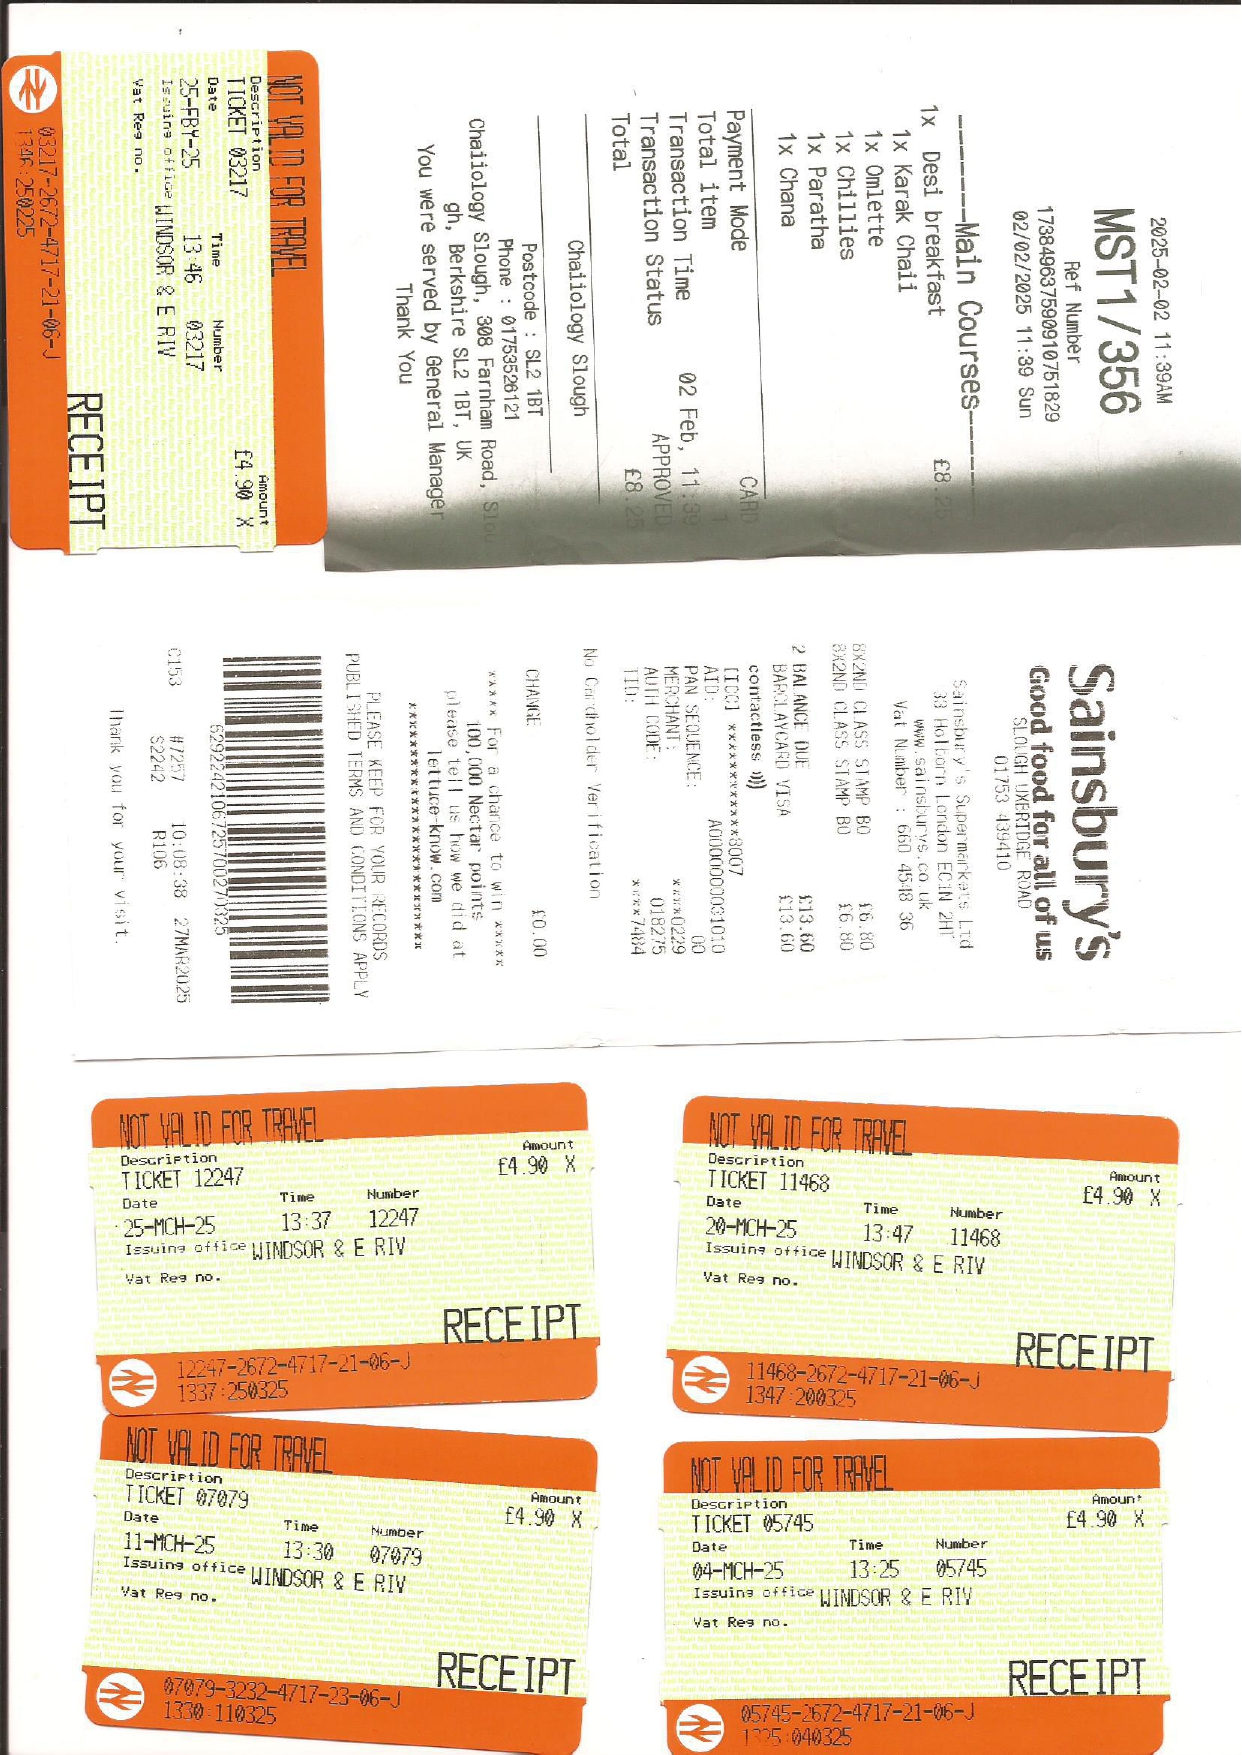 2025-02-02 11:39AM
MST1/356
Ref Number
17384963759091075 1829
02/02/2025 11:39 Sun
-------Main Courses-------
1x Desi breakfast £8.25
1x Karak Chaii
1x Omlette
1x Chillies
1x Paratha
1x Chana
Payment Mode CARD
Total item 1
Transaction Time 02 Feb, 11:39
Transaction Status APPROVED
Total £8.25
Chaiiology Slough
Postcode : SL2 1BT
Phone : 01753526121
Chaiiology Slough, 308 Farnham Road, Slou
gh, Berkshire SL2 1BT, UK
You were served by General Manager
Thank You
NOT VALID FOR TRAVEL
Description Amount
TICKET 03217 £4.90 X
Date Time Number
25-FBY-25 13:46 03217
Issuing office WINDSOR & E RIV
Vat Reg no.
RECEIPT
03217-2672-4717-21-06-J
1346:250225
Sainsbury's
Good food for all of us
SLOUGH UXBRIDGE ROAD
01753 439410
Sainsbury's Supermarkets Ltd
33 Holborn London EC1N 2HT
www.sainsburys.co.uk
Vat Number : 660 4548 36
8X2ND CLASS STAMP BO £6.80
8X2ND CLASS STAMP BO £6.80
2 BALANCE DUE £13.60
BARCLAYCARD VISA £13.60
contactless
************8007
AID: A0000000031010
PAN SEQUENCE: 00
MERCHANT: ****0229
AUTH CODE: 018275
TID: ****7484
No Cardholder Verification
CHANGE £0.00
***** For a chance to win *****
100,000 Nectar points
please tell us how we did at
lettuce-know.com
******************************
PLEASE KEEP FOR YOUR RECORDS
PUBLISHED TERMS AND CONDITIONS APPLY
C153 #7257 10:08:38 27MAR2025
S2242 R106
Thank you for your visit.
NOT VALID FOR TRAVEL
Description Amount
TICKET 12247 £4.90 X
Date Time Number
25-MCH-25 13:37 12247
Issuing office WINDSOR & E RIV
Vat Reg no.
RECEIPT
12247-2672-4717-21-06-J
1337:250325
NOT VALID FOR TRAVEL
Description Amount
TICKET 11468 £4.90 X
Date Time Number
20-MCH-25 13:47 11468
Issuing office WINDSOR & E RIV
Vat Reg no.
RECEIPT
11468-2672-4717-21-06-J
1347:200325
NOT VALID FOR TRAVEL
Description Amount
TICKET 07079 £4.90 X
Date Time Number
11-MCH-25 13:30 07079
Issuing office WINDSOR & E RIV
Vat Reg no.
RECEIPT
07079-3232-4717-23-06-J
1330:110325
NOT VALID FOR TRAVEL
Description Amount
TICKET 05745 £4.90 X
Date Time Number
04-MCH-25 13:25 05745
Issuing office WINDSOR & E RIV
Vat Reg no.
RECEIPT
05745-2672-4717-21-06-J
1325:040325